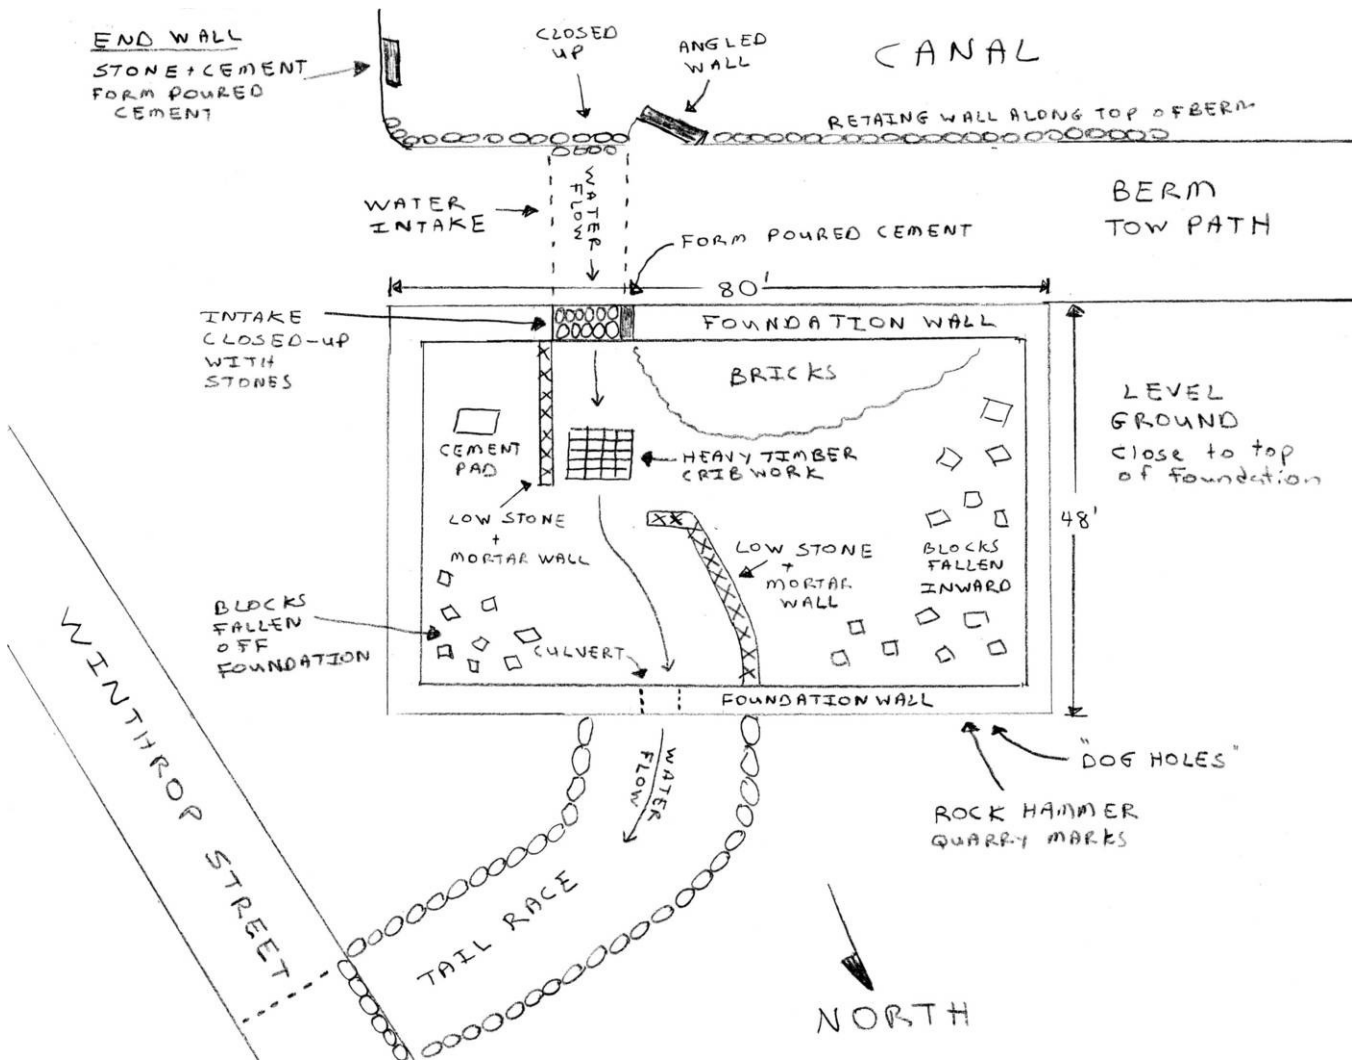 END WALL
STONE + CEMENT
FORM POURED
CEMENT
CLOSED
UP
ANGLED
WALL
CANAL
RETAING WALL ALONG TOP OF BERM
WATER
INTAKE
WATER
FLOW
BERM
TOW PATH
FORM POURED CEMENT
80'
INTAKE
CLOSED-UP
WITH
STONES
FOUNDATION WALL
BRICKS
LEVEL
GROUND
Close to top
of foundation
CEMENT
PAD
HEAVY TIMBER
CRIB WORK
48'
LOW STONE
+
MORTAR WALL
LOW STONE
+
MORTAR
WALL
BLOCKS
FALLEN
INWARD
BLOCKS
FALLEN
OFF
FOUNDATION
CULVERT
FOUNDATION WALL
WINTHROP STREET
WATER
FLOW
"DOG HOLES"
ROCK HAMMER
QUARRY MARKS
TAIL RACE
NORTH